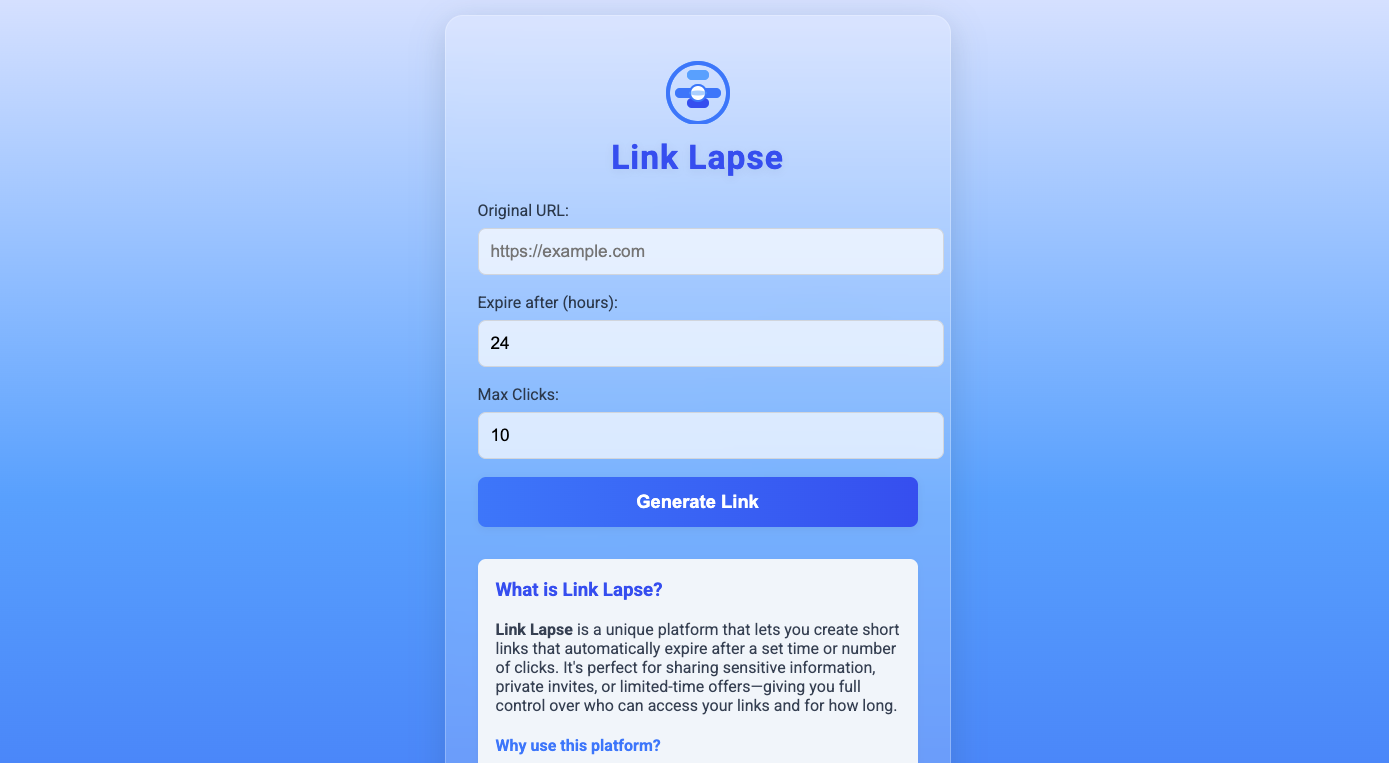 Link Lapse
Original URL:
https://example.com
Expire after (hours):
24
Max Clicks:
10
Generate Link
What is Link Lapse?
Link Lapse is a unique platform that lets you create short
links that automatically expire after a set time or number
of clicks. It's perfect for sharing sensitive information,
private invites, or limited-time offers—giving you full
control over who can access your links and for how long.
Why use this platform?